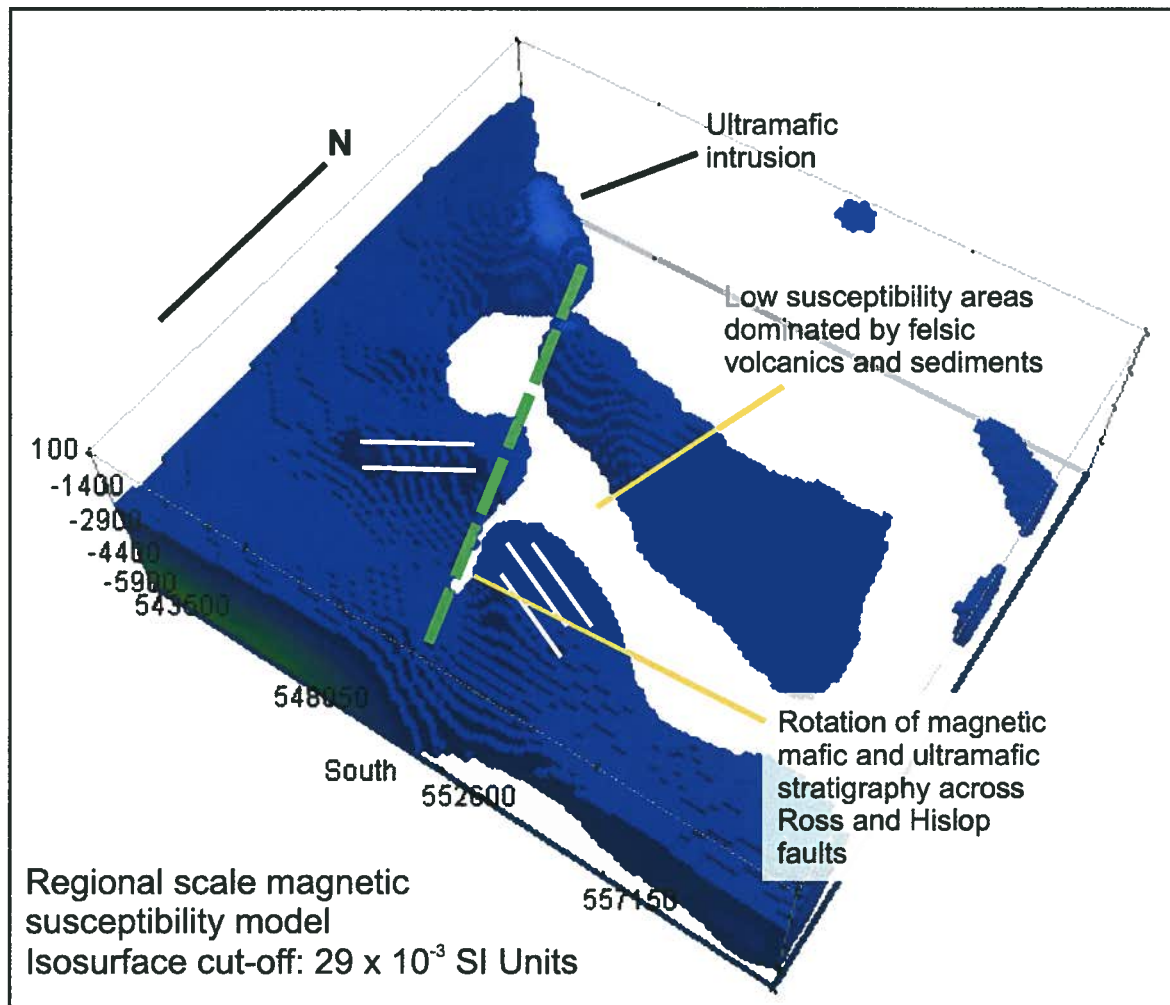 Ultramafic
intrusion
N
Low susceptibility areas
dominated by felsic
volcanics and sediments
100
-1400
-2900
-4400
-5900
543500
548050
South
552600
557150
Rotation of magnetic
mafic and ultramafic
stratigraphy across
Ross and Hislop
faults
Regional scale magnetic
susceptibility model
Isosurface cut-off: 29 x 10⁻³ SI Units